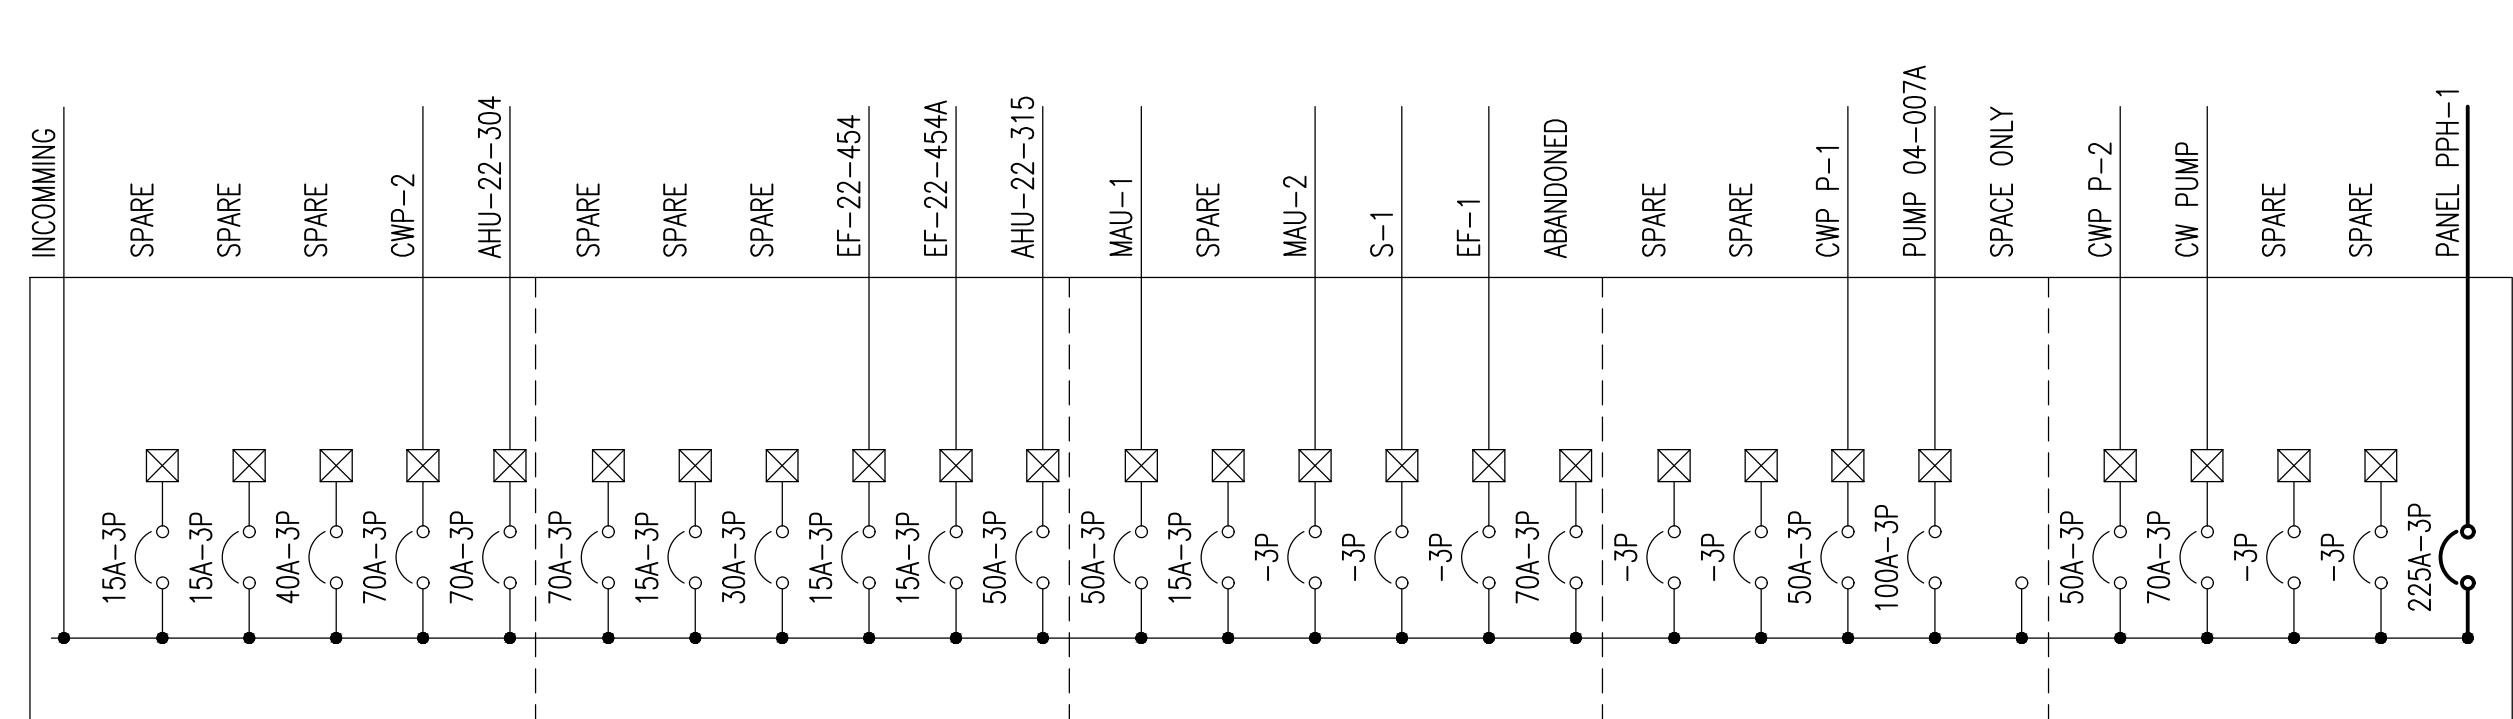 INCOMMING
SPARE
SPARE
SPARE
CWP-2
AHU-22-304
SPARE
SPARE
SPARE
EF-22-454
EF-22-454A
AHU-22-315
MAU-1
SPARE
MAU-2
S-1
EF-1
ABANDONED
SPARE
SPARE
CWP P-1
PUMP 04-007A
SPACE ONLY
CWP P-2
CW PUMP
SPARE
SPARE
PANEL PPH-1
15A-3P
15A-3P
40A-3P
70A-3P
70A-3P
70A-3P
15A-3P
30A-3P
15A-3P
15A-3P
50A-3P
50A-3P
15A-3P
-3P
-3P
-3P
70A-3P
-3P
-3P
50A-3P
100A-3P
50A-3P
70A-3P
-3P
-3P
225A-3P